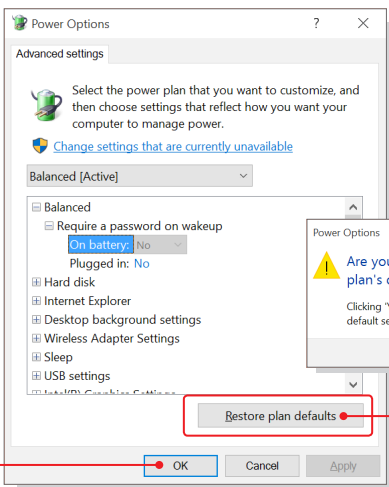 Power Options
Advanced settings
Select the power plan that you want to customize, and
then choose settings that reflect how you want your
computer to manage power.
Change settings that are currently unavailable
Balanced [Active]
Balanced
Require a password on wakeup
On battery: No
Plugged in: No
Hard disk
Internet Explorer
Desktop background settings
Wireless Adapter Settings
Sleep
USB settings
Restore plan defaults
OK
Cancel
Apply
Power Options
Are you
plan's
Clicking
default